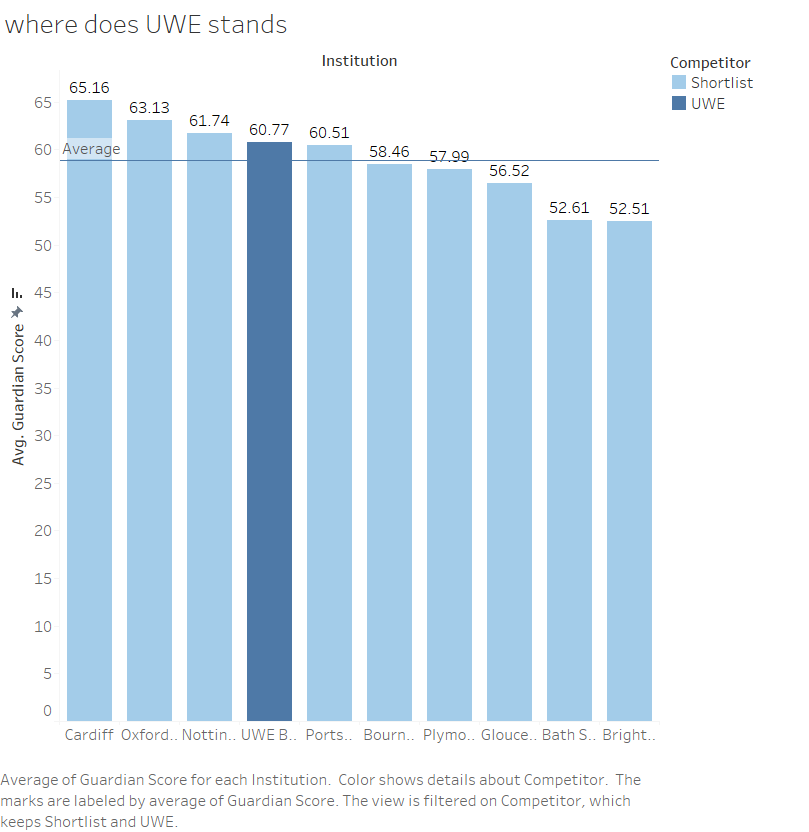 where does UWE stands
Institution
Competitor
Shortlist
UWE
65.16
63.13
61.74
60.77
60.51
58.46
57.99
56.52
52.61
52.51
Average
Avg. Guardian Score
65
60
55
50
45
40
35
30
25
20
15
10
5
0
Cardiff Oxford.. Nottin.. UWE B.. Ports.. Bourn.. Plymo.. Glouce.. Bath S.. Bright..
Average of Guardian Score for each Institution. Color shows details about Competitor. The
marks are labeled by average of Guardian Score. The view is filtered on Competitor, which
keeps Shortlist and UWE.